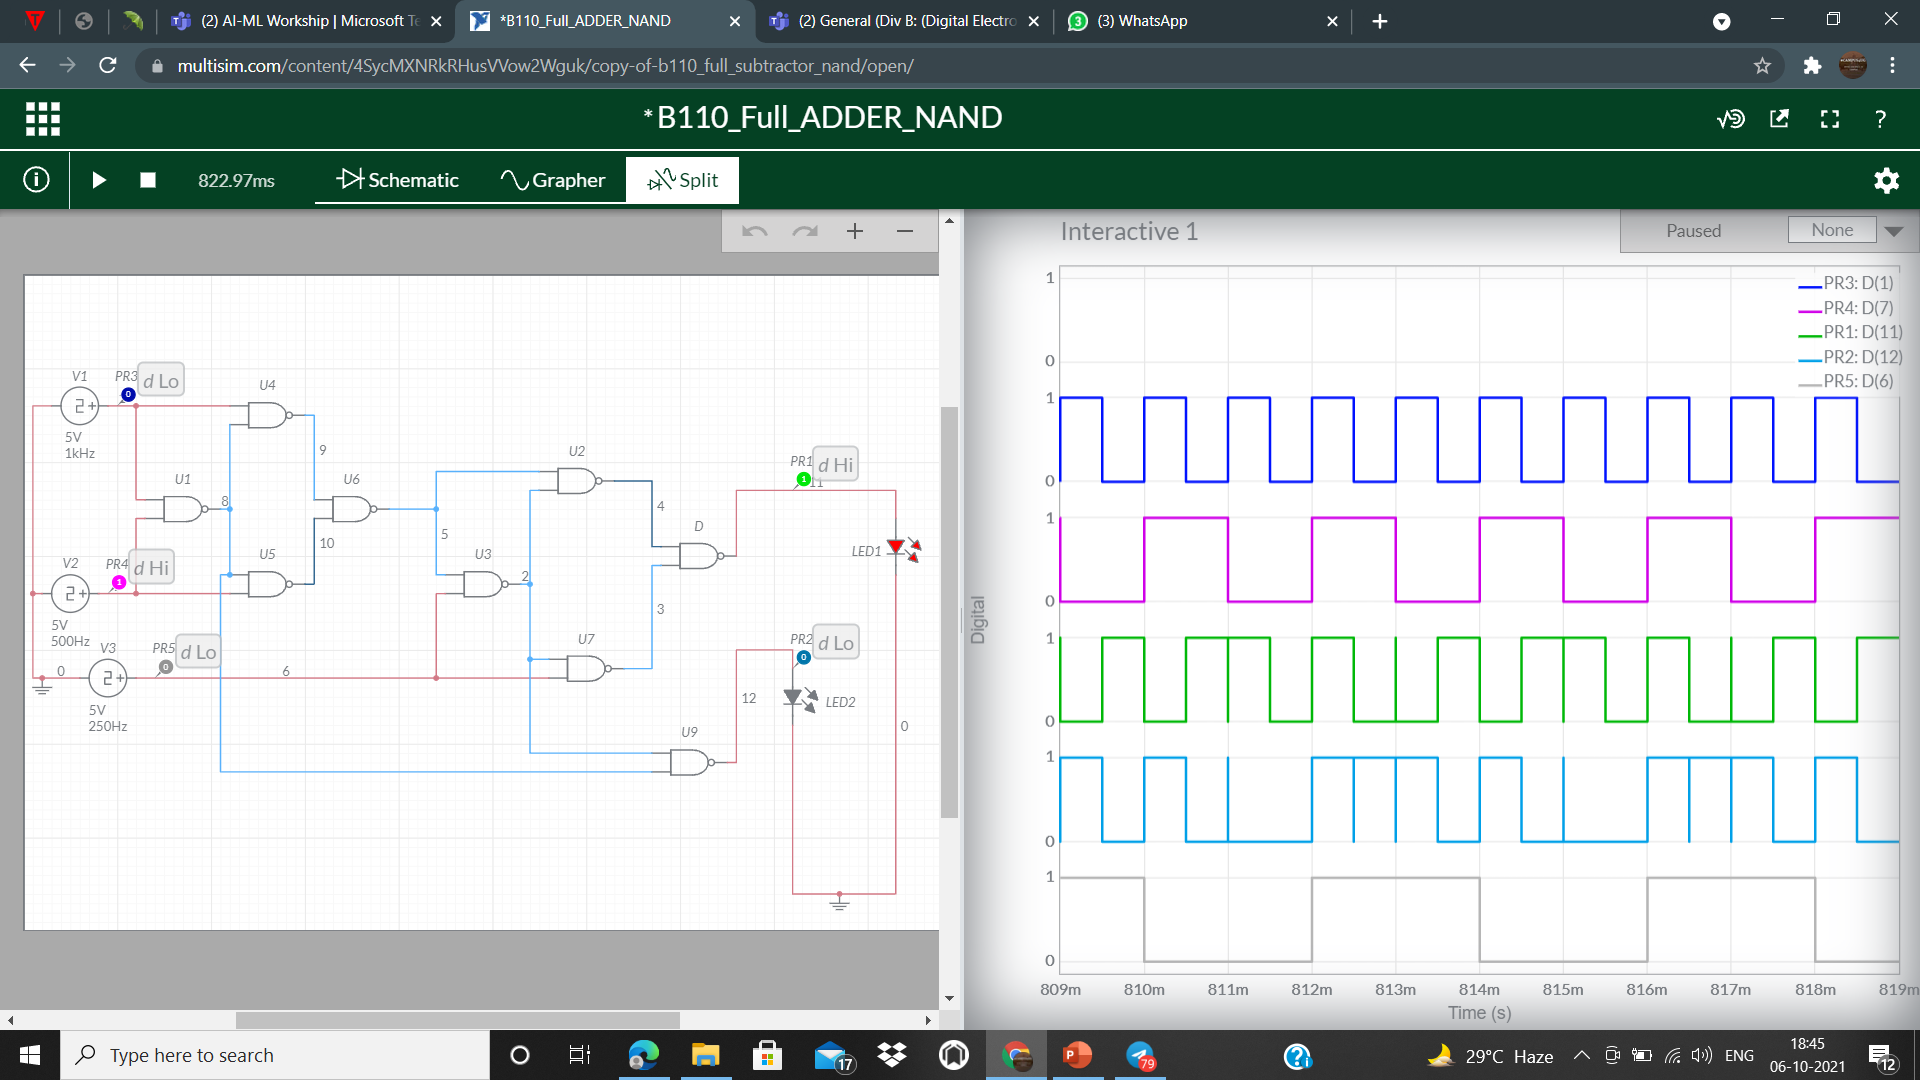 (2) AI-ML Workship | Microsoft Te
*B110_Full_ADDER_NAND
(2) General (Div B: (Digital Electro
(3) WhatsApp
multisim.com/content/4SycMXNRkRHusVVow2Wguk/copy-of-b110_full_subtractor_nand/open/
*B110_Full_ADDER_NAND
822.97ms
Schematic
Grapher
Split
Interactive 1
Paused
None
V1
PR3
d Lo
0
5V
1kHz
U4
9
U1
8
U6
U5
10
V2
PR4
d Hi
1
5V
500Hz
V3
PR5
d Lo
0
0
6
5V
250Hz
U2
4
5
U3
2
D
3
U7
U9
12
PR1
d Hi
1
11
LED1
PR2
d Lo
0
LED2
0
Digital
PR3: D(1)
PR4: D(7)
PR1: D(11)
PR2: D(12)
PR5: D(6)
1
0
1
0
1
0
1
0
1
0
1
0
809m 810m 811m 812m 813m 814m 815m 816m 817m 818m 819m
Time (s)
Type here to search
17
79
29°C Haze
ENG
18:45
06-10-2021
12